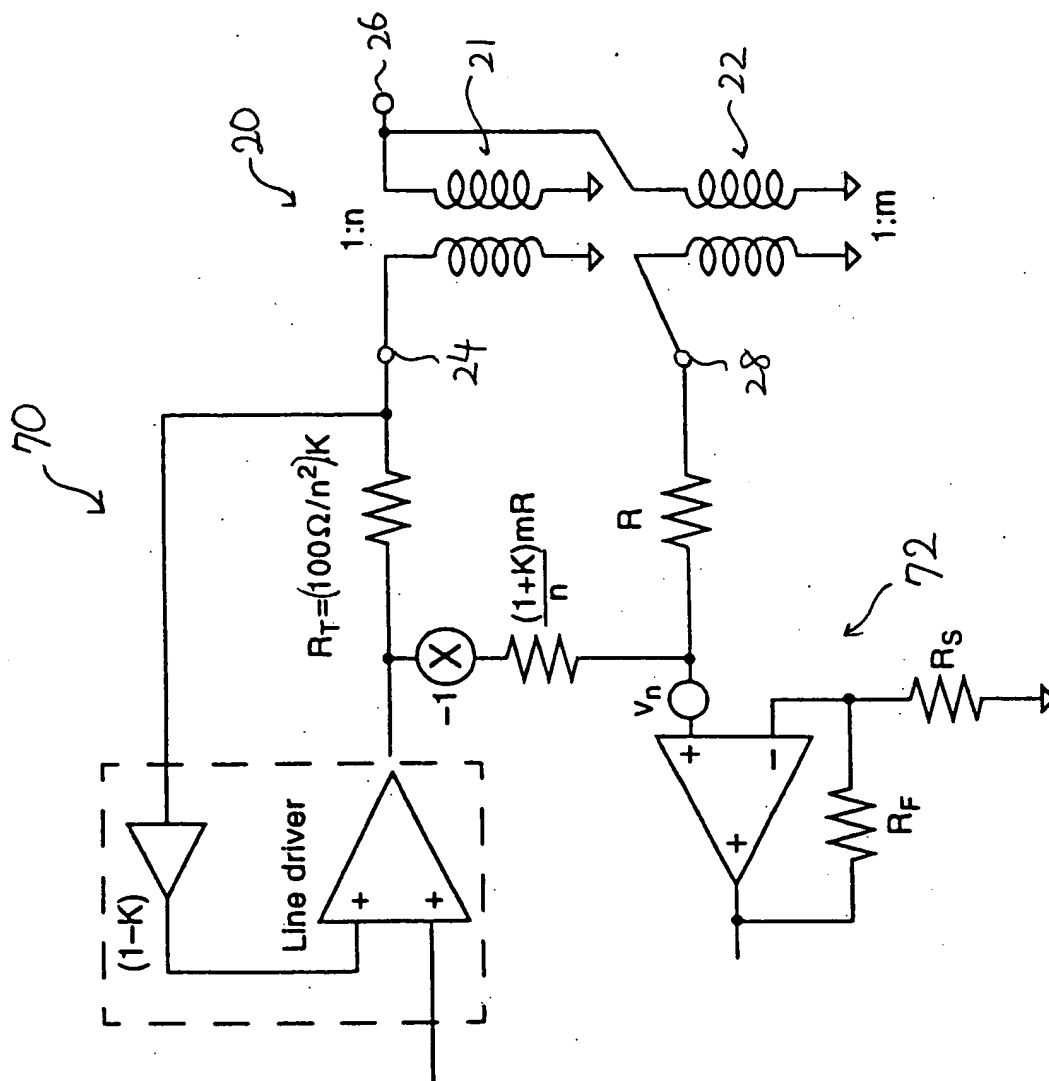 70
20
26
21
22
1:n
1:m
24
28
(1-K)
Line driver
+
+
R_T=(100Ω/n²)K
-1
X
(1+K)mR
n
R
V_n
+
-
+
72
R_F
R_S